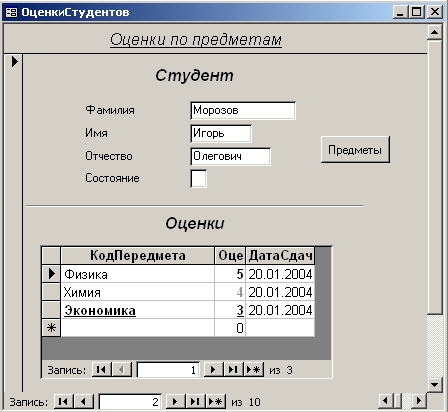 ОценкиСтудентов
Оценки по предметам
Студент
Фамилия Морозов
Имя Игорь
Отчество Олегович
Предметы
Состояние
Оценки
КодПередмета Оце ДатаСдач
Физика 5 20.01.2004
Химия 4 20.01.2004
Экономика 3 20.01.2004
0
Запись: 1 из 3
Запись: 2 из 10